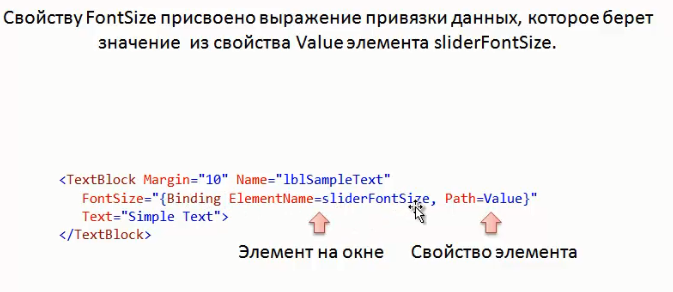 Свойству FontSize присвоено выражение привязки данных, которое берет
значение из свойства Value элемента sliderFontSize.
<TextBlock Margin="10" Name="lblSampleText"
FontSize="{Binding ElementName=sliderFontSize, Path=Value}"
Text="Simple Text">
</TextBlock>
Элемент на окне Свойство элемента